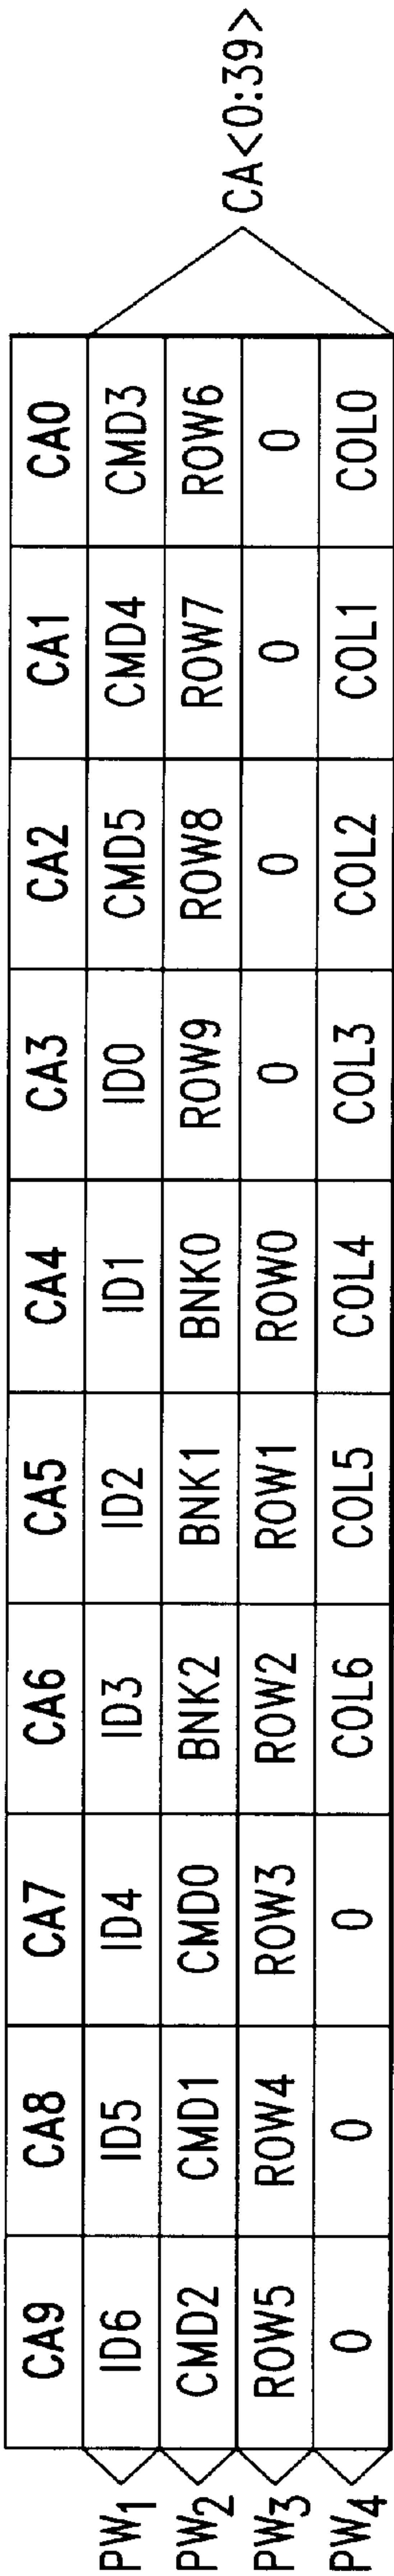 CA9 CA8 CA7 CA6 CA5 CA4 CA3 CA2 CA1 CA0
PW1 ID6 ID5 ID4 ID3 ID2 ID1 ID0 CMD5 CMD4 CMD3
PW2 CMD2 CMD1 CMD0 BNK2 BNK1 BNK0 ROW9 ROW8 ROW7 ROW6
PW3 ROW5 ROW4 ROW3 ROW2 ROW1 ROW0 0 0 0 0
PW4 0 0 0 COL6 COL5 COL4 COL3 COL2 COL1 COL0
CA<0:39>